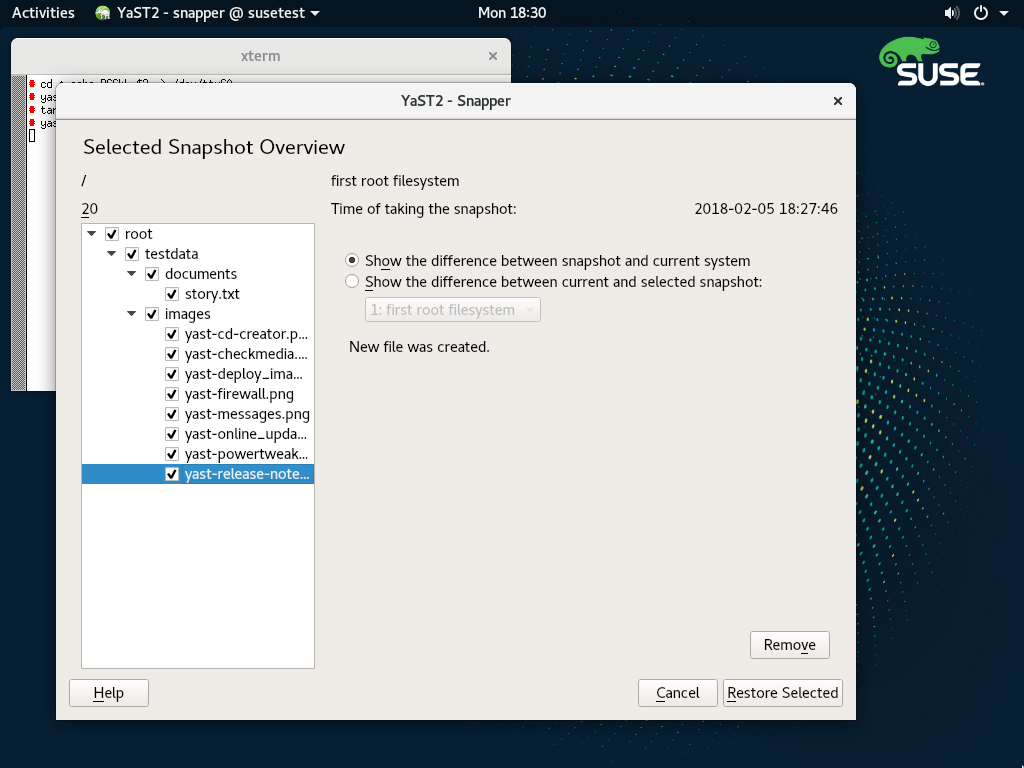 Activities YaST2 - snapper @ susetest Mon 18:30
xterm
SUSE
cd
yas
tar
yas
YaST2 - Snapper
Selected Snapshot Overview
/ first root filesystem
20 Time of taking the snapshot: 2018-02-05 18:27:46
root
testdata
documents
story.txt
images
yast-cd-creator.p...
yast-checkmedia....
yast-deploy_ima...
yast-firewall.png
yast-messages.png
yast-online_upda...
yast-powertweak...
yast-release-note...
Show the difference between snapshot and current system
Show the difference between current and selected snapshot:
1: first root filesystem
New file was created.
Remove
Help Cancel Restore Selected